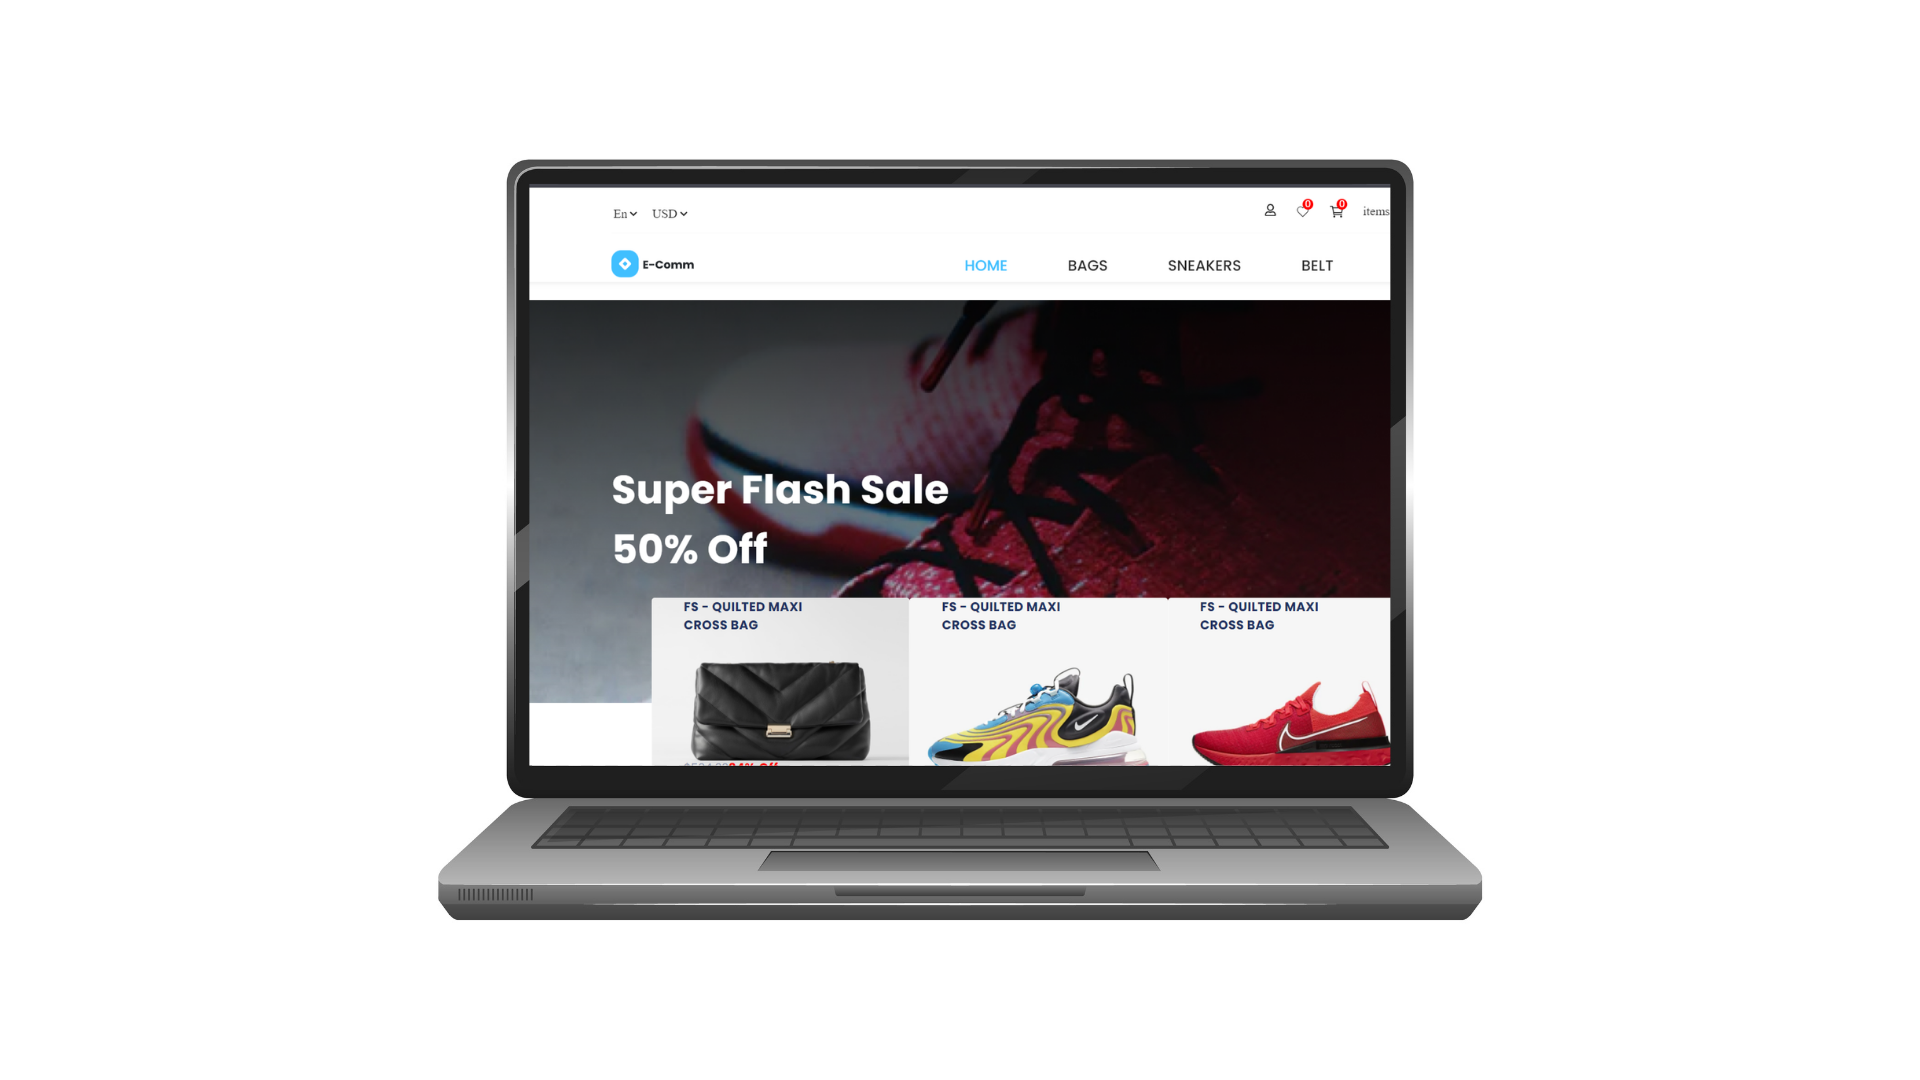 En USD 0 0 items
E-Comm HOME BAGS SNEAKERS BELT
Super Flash Sale
50% Off
FS - QUILTED MAXI
CROSS BAG
FS - QUILTED MAXI
CROSS BAG
FS - QUILTED MAXI
CROSS BAG
Off